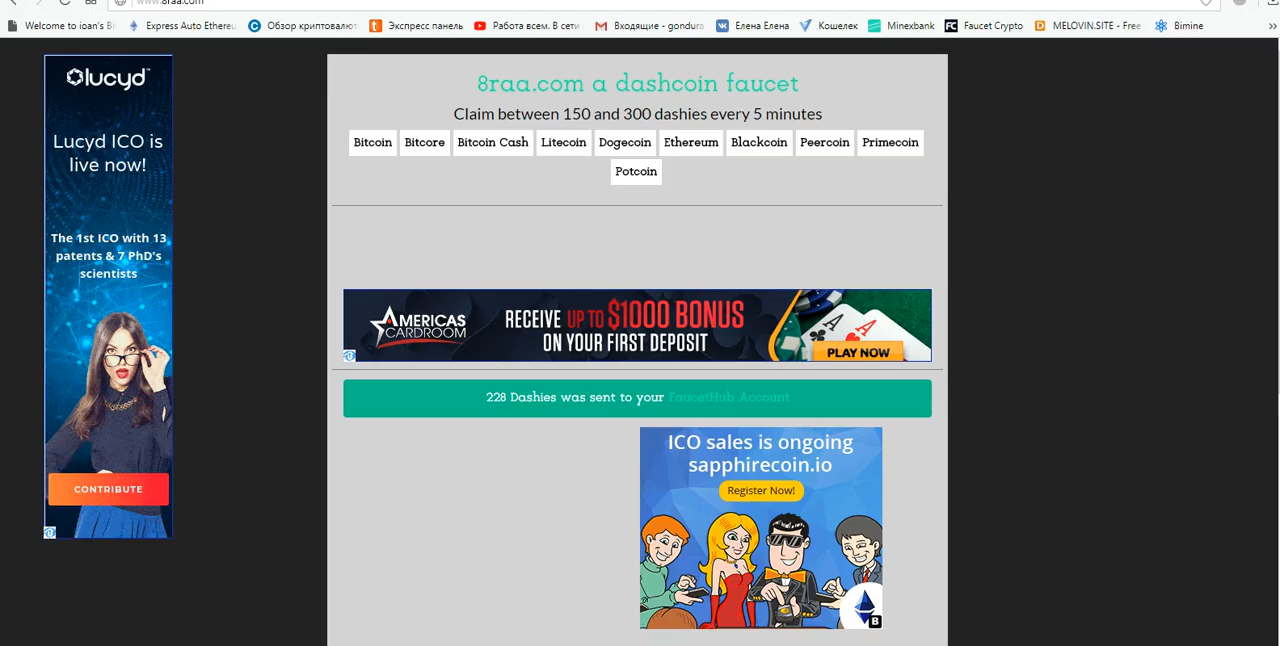 www.8raa.com
Welcome to ioan's Bi
Express Auto Ethereu
Обзор криптовалют
Экспресс панель
Работа всем. В сети
Входящие - gondura
Елена Елена
Кошелек
Minexbank
Faucet Crypto
MELOVIN.SITE - Free
Bimine
»
lucyd™
Lucyd ICO is
live now!
The 1st ICO with 13
patents & 7 PhD's
scientists
CONTRIBUTE
8raa.com a dashcoin faucet
Claim between 150 and 300 dashies every 5 minutes
Bitcoin Bitcore Bitcoin Cash Litecoin Dogecoin Ethereum Blackcoin Peercoin Primecoin
Potcoin
AMERICAS
CARDROOM
RECEIVE UP TO $1000 BONUS
ON YOUR FIRST DEPOSIT
A
A
PLAY NOW
228 Dashies was sent to your FaucetHub Account
ICO sales is ongoing
sapphirecoin.io
Register Now!
B